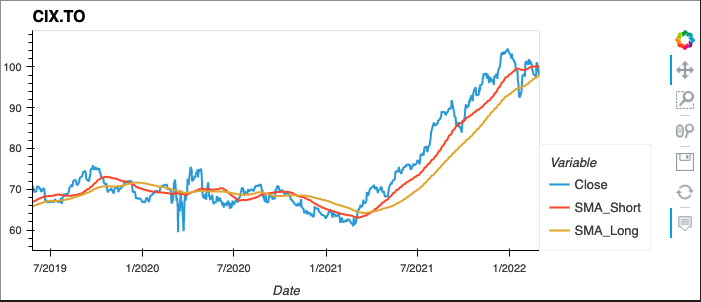 CIX.TO
100
90
80
70
60
7/2019 1/2020 7/2020 1/2021 7/2021 1/2022
Date
Variable
Close
SMA_Short
SMA_Long